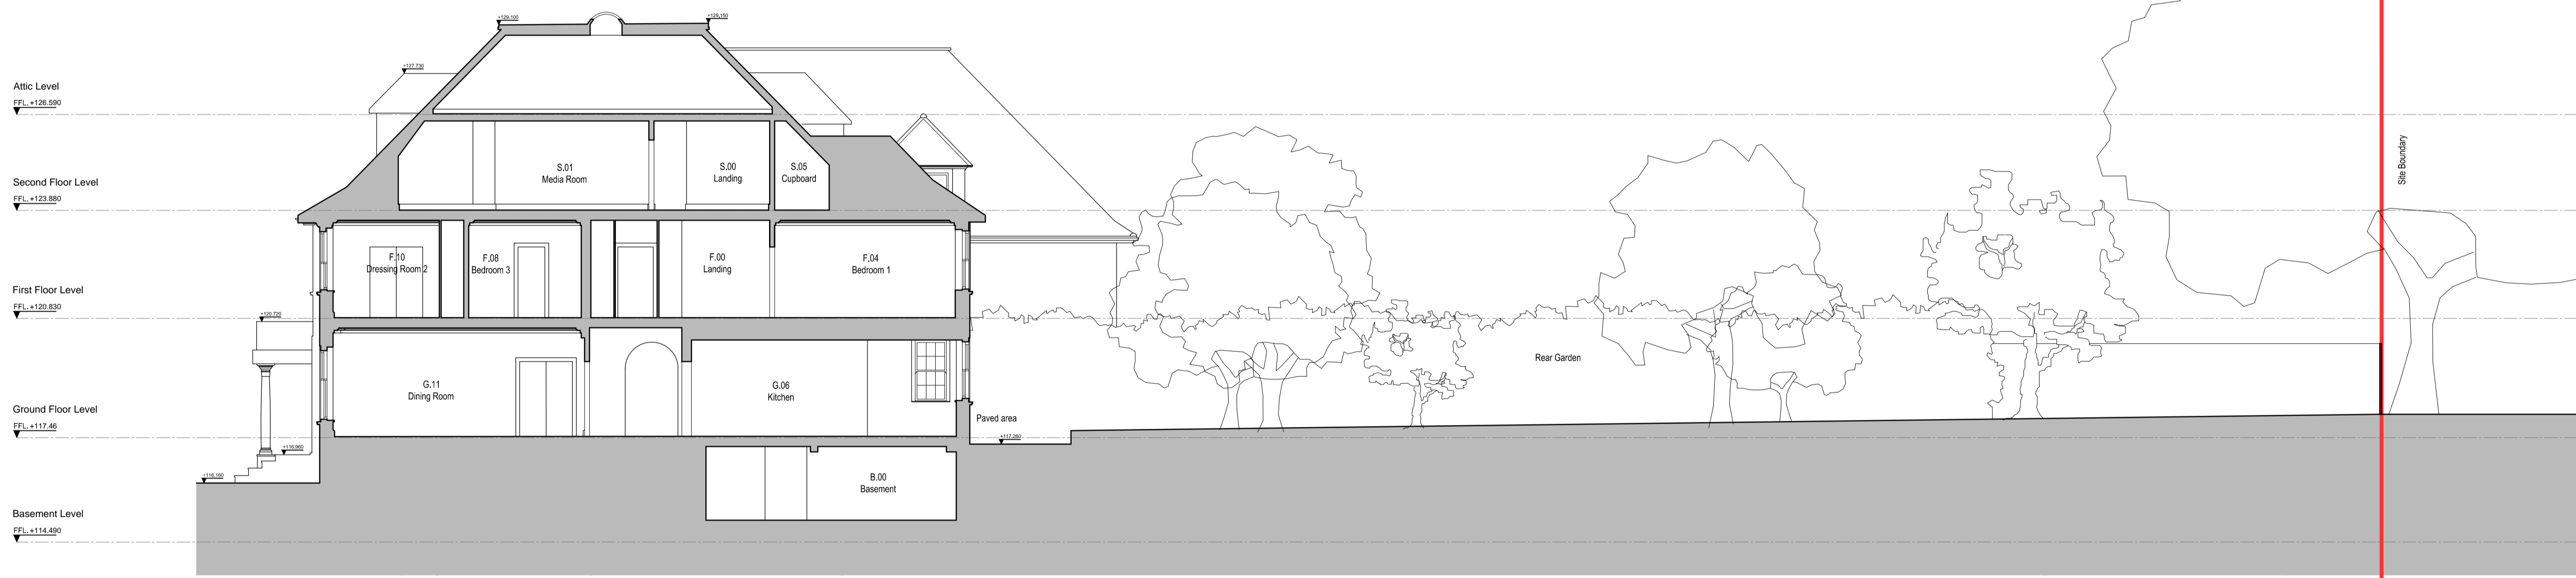 +129,100
+129,150
+127.730
Attic Level
FFL. +126.590
Site Boundary
S.01
Media Room
S.00
Landing
S.05
Cupboard
Second Floor Level
FFL. +123.880
F.10
Dressing Room 2
F.08
Bedroom 3
F.00
Landing
F.04
Bedroom 1
First Floor Level
FFL. +120.830
+120.720
Rear Garden
G.11
Dining Room
G.06
Kitchen
Ground Floor Level
FFL. +117.46
Paved area
+117.260
+116,960
+116,160
B.00
Basement
Basement Level
FFL. +114.490